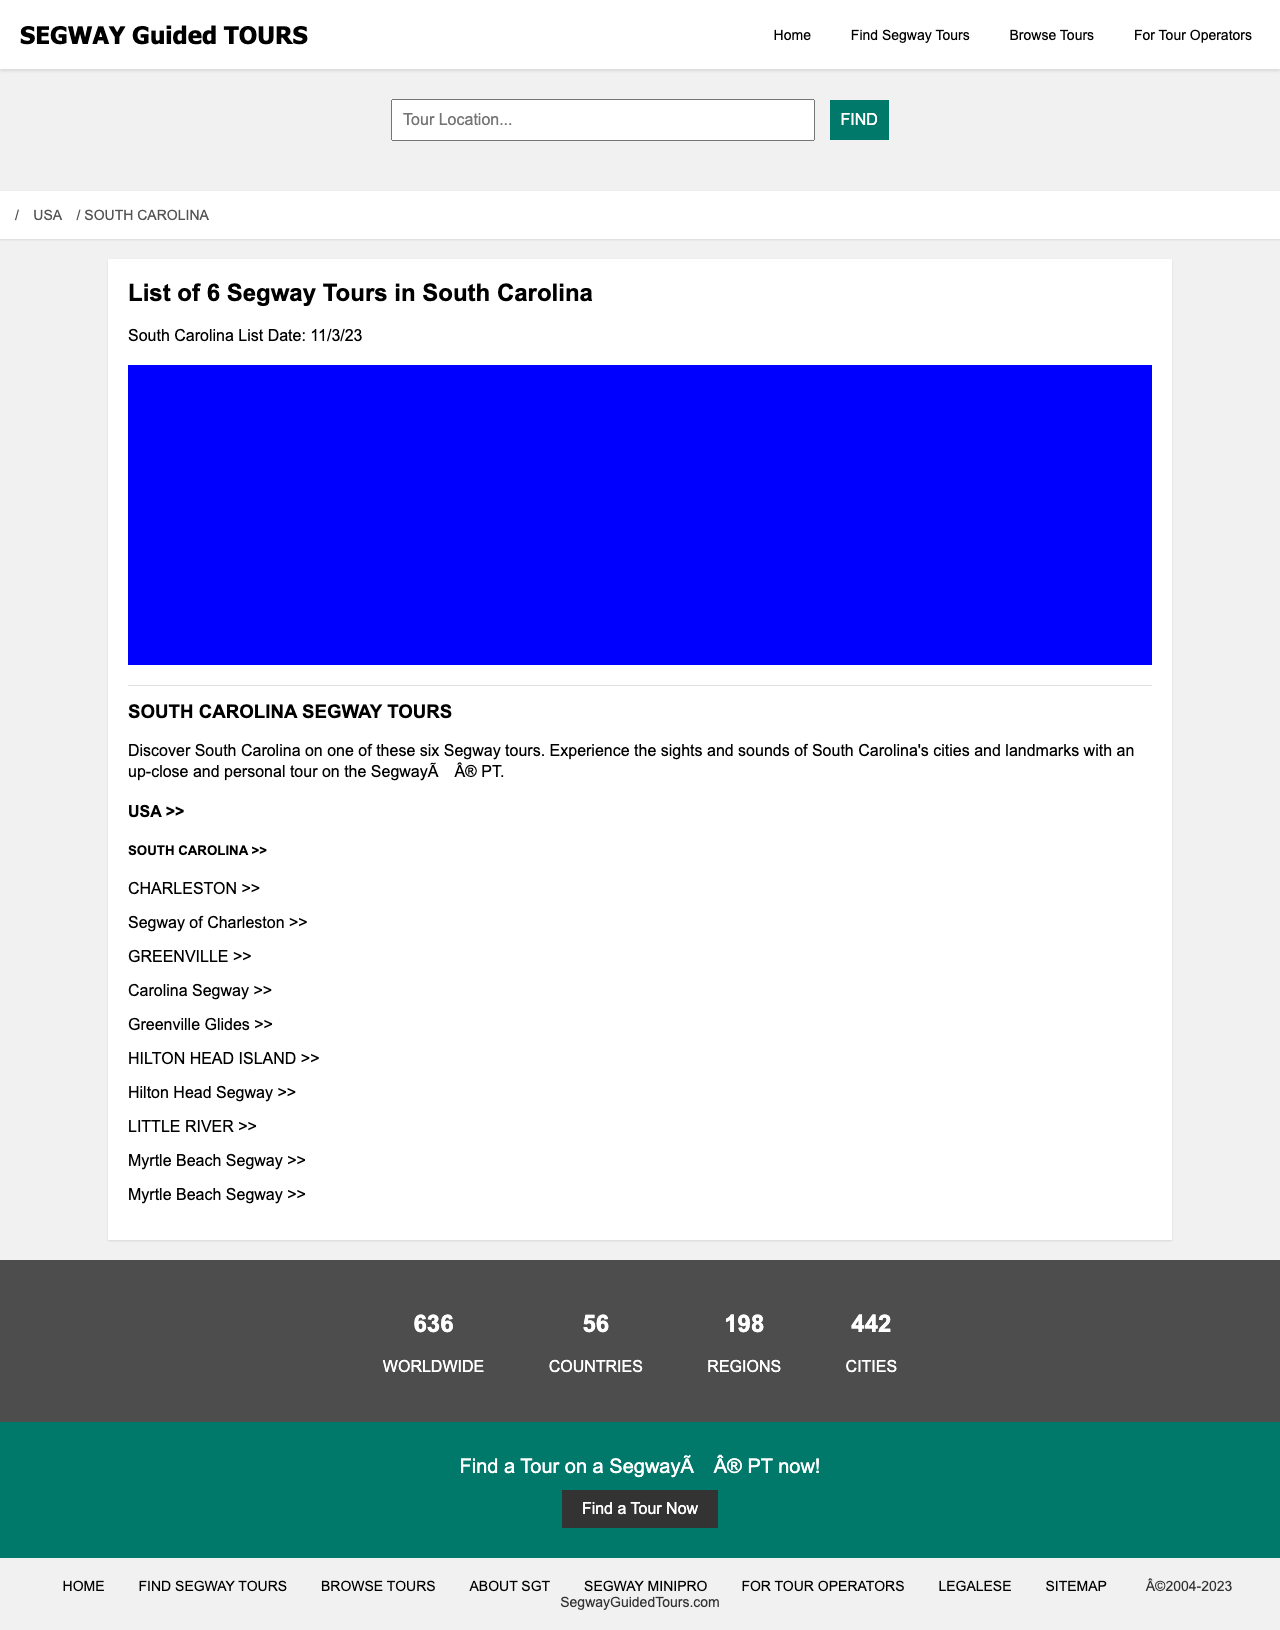 SEGWAY Guided TOURS
Home Find Segway Tours Browse Tours For Tour Operators
Tour Location... FIND
/ USA / SOUTH CAROLINA
List of 6 Segway Tours in South Carolina
South Carolina List Date: 11/3/23
SOUTH CAROLINA SEGWAY TOURS
Discover South Carolina on one of these six Segway tours. Experience the sights and sounds of South Carolina's cities and landmarks with an
up-close and personal tour on the SegwayÃ Â® PT.
USA >>
SOUTH CAROLINA >>
CHARLESTON >>
Segway of Charleston >>
GREENVILLE >>
Carolina Segway >>
Greenville Glides >>
HILTON HEAD ISLAND >>
Hilton Head Segway >>
LITTLE RIVER >>
Myrtle Beach Segway >>
Myrtle Beach Segway >>
636 56 198 442
WORLDWIDE COUNTRIES REGIONS CITIES
Find a Tour on a SegwayÃ Â® PT now!
Find a Tour Now
HOME FIND SEGWAY TOURS BROWSE TOURS ABOUT SGT SEGWAY MINIPRO FOR TOUR OPERATORS LEGALESE SITEMAP Â©2004-2023
SegwayGuidedTours.com